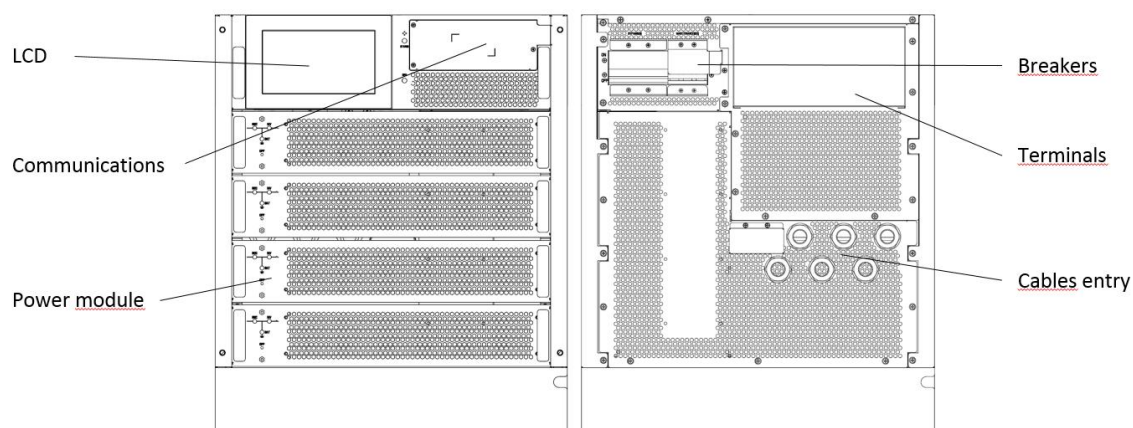 LCD
Communications
Power module
Breakers
Terminals
Cables entry